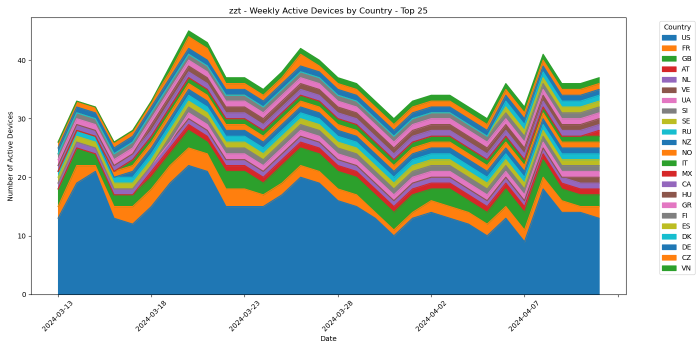 zzt - Weekly Active Devices by Country - Top 25
Country
US
FR
GB
AT
NL
VE
UA
SI
SE
RU
NZ
NO
IT
MX
CA
HU
GR
FI
ES
DK
DE
CZ
VN
Number of Active Devices
40
30
20
10
0
2024-03-13
2024-03-18
2024-03-23
2024-03-28
2024-04-02
2024-04-07
Date